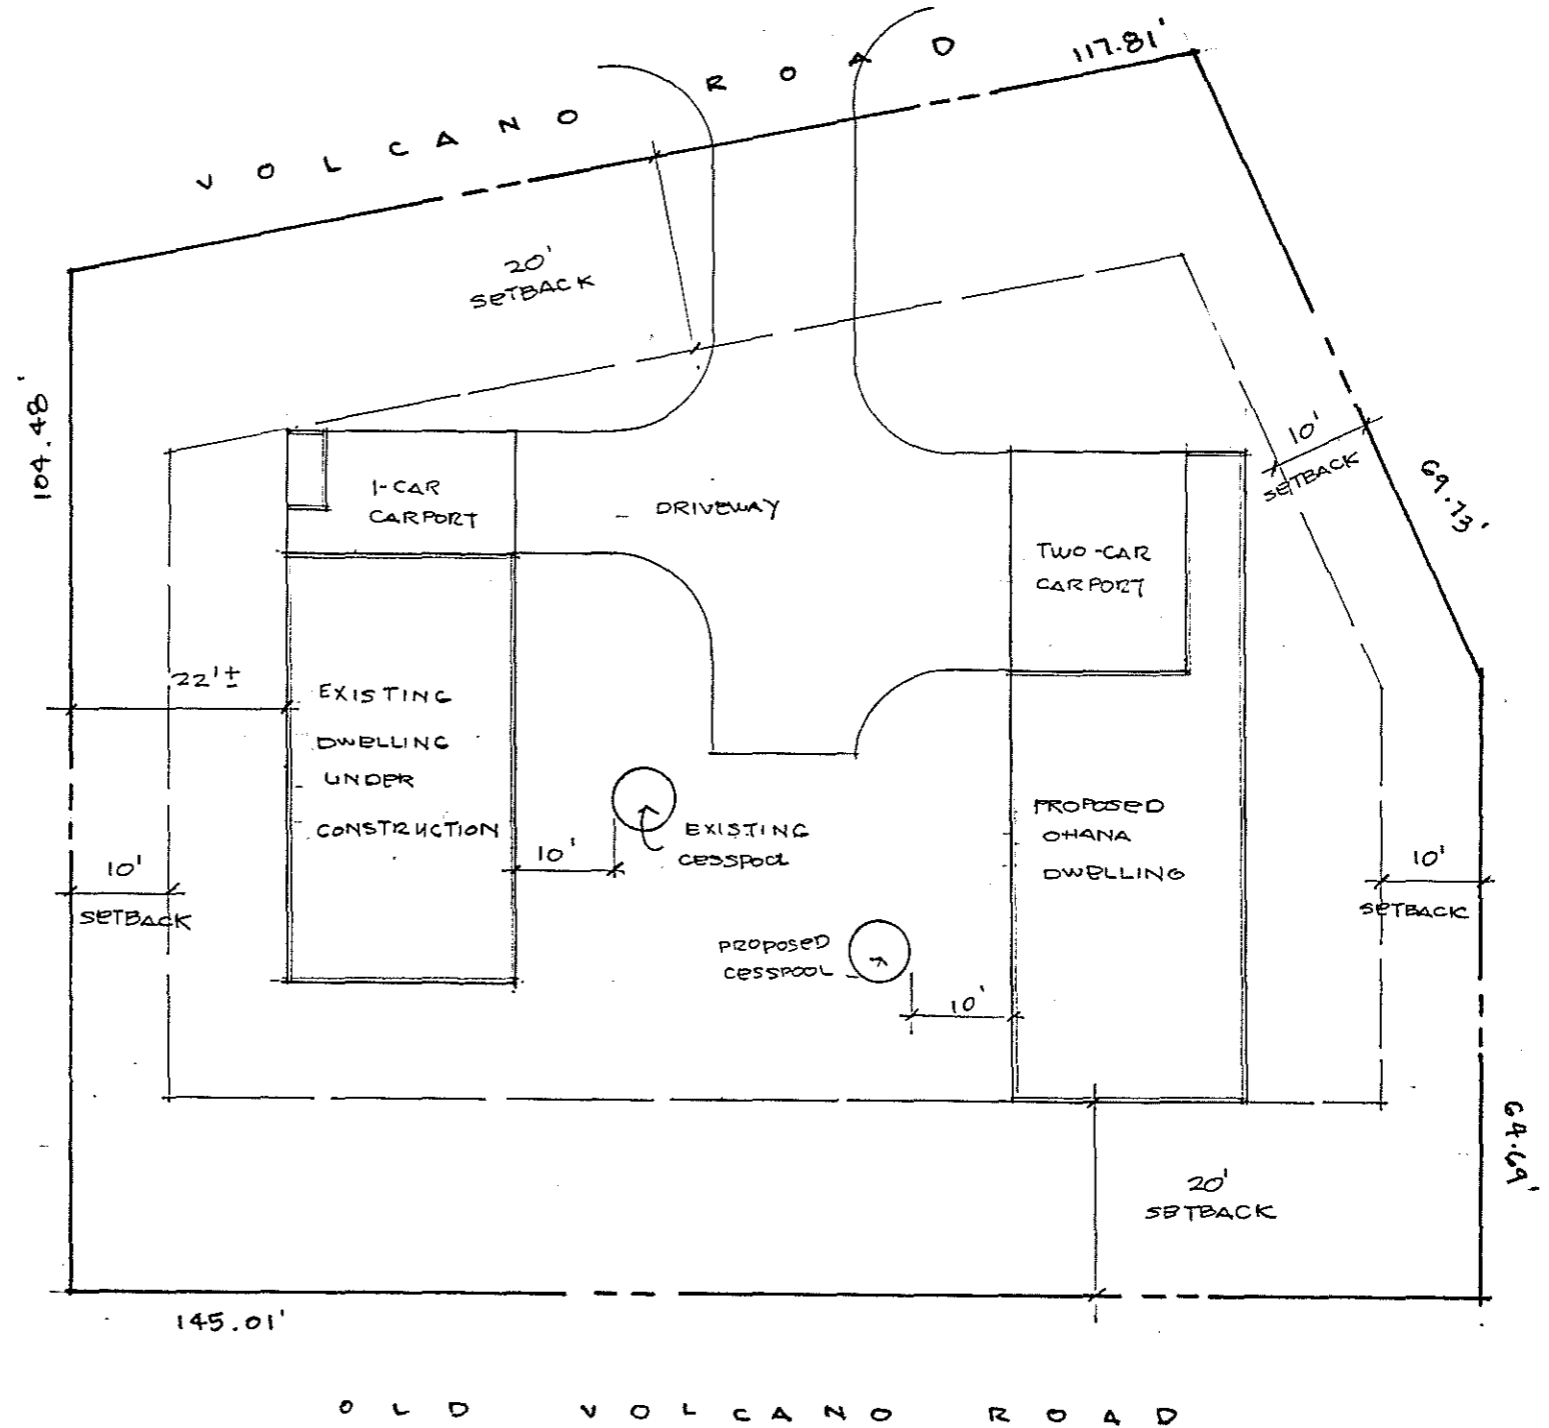 VOLCANO ROAD
117.81'
20'
SETBACK
104.48'
10'
SETBACK
69.73'
1-CAR
CARPORT
DRIVEWAY
TWO-CAR
CARPORT
22'±
EXISTING
DWELLING
UNDER
CONSTRUCTION
EXISTING
CESSPOOL
10'
PROPOSED
OHANA
DWELLING
10'
SETBACK
10'
SETBACK
PROPOSED
CESSPOOL
10'
20'
SETBACK
64.69'
145.01'
OLD VOLCANO ROAD